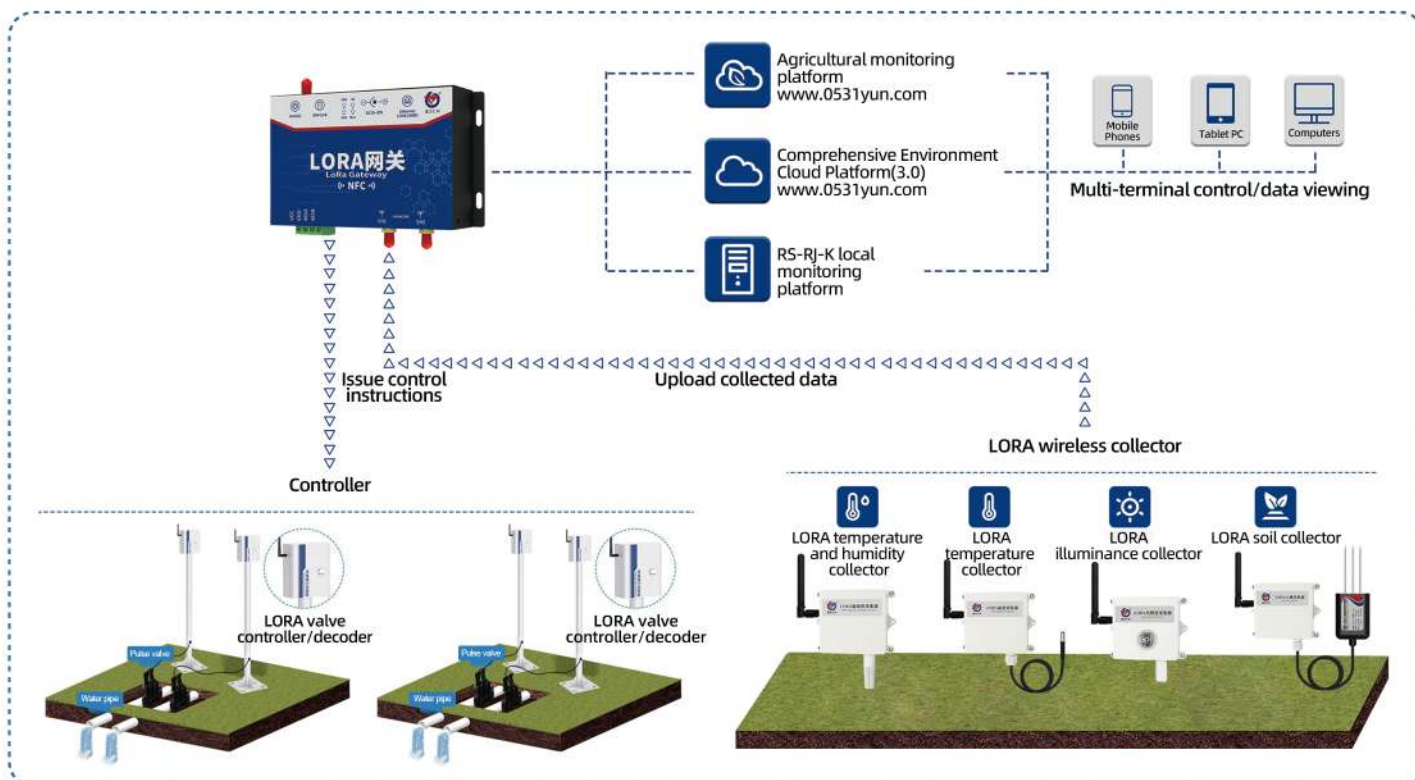 Agricultural monitoring
platform
www.0531yun.com
Comprehensive Environment
Cloud Platform(3.0)
www.0531yun.com
RS-RJ-K local
monitoring
platform
Mobile
Phones
Tablet PC
Computers
Multi-terminal control/data viewing
LORA网关
LoRa Gateway
NFC
Issue control
instructions
Upload collected data
Controller
LORA wireless collector
LORA valve
controller/decoder
Pulse valve
Water pipe
LORA valve
controller/decoder
Pulse valve
Water pipe
LORA temperature
and humidity
collector
LORA
temperature
collector
LORA
illuminance collector
LORA soil collector